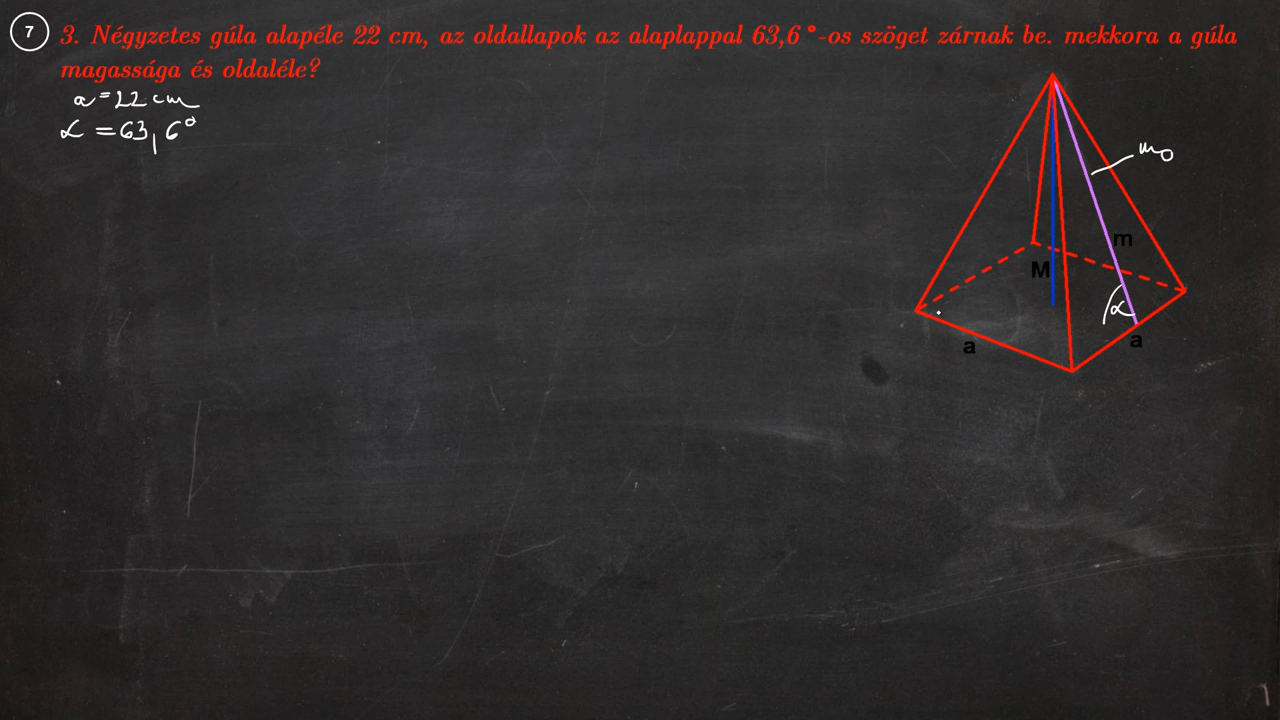 7
3. Négyzetes gúla alapéle 22 cm, az oldallapok az alaplappal 63,6°-os szöget zárnak be. mekkora a gúla
magassága és oldaléle?
a = 22 cm
α = 63,6°
m₀
m
M
α
a
a